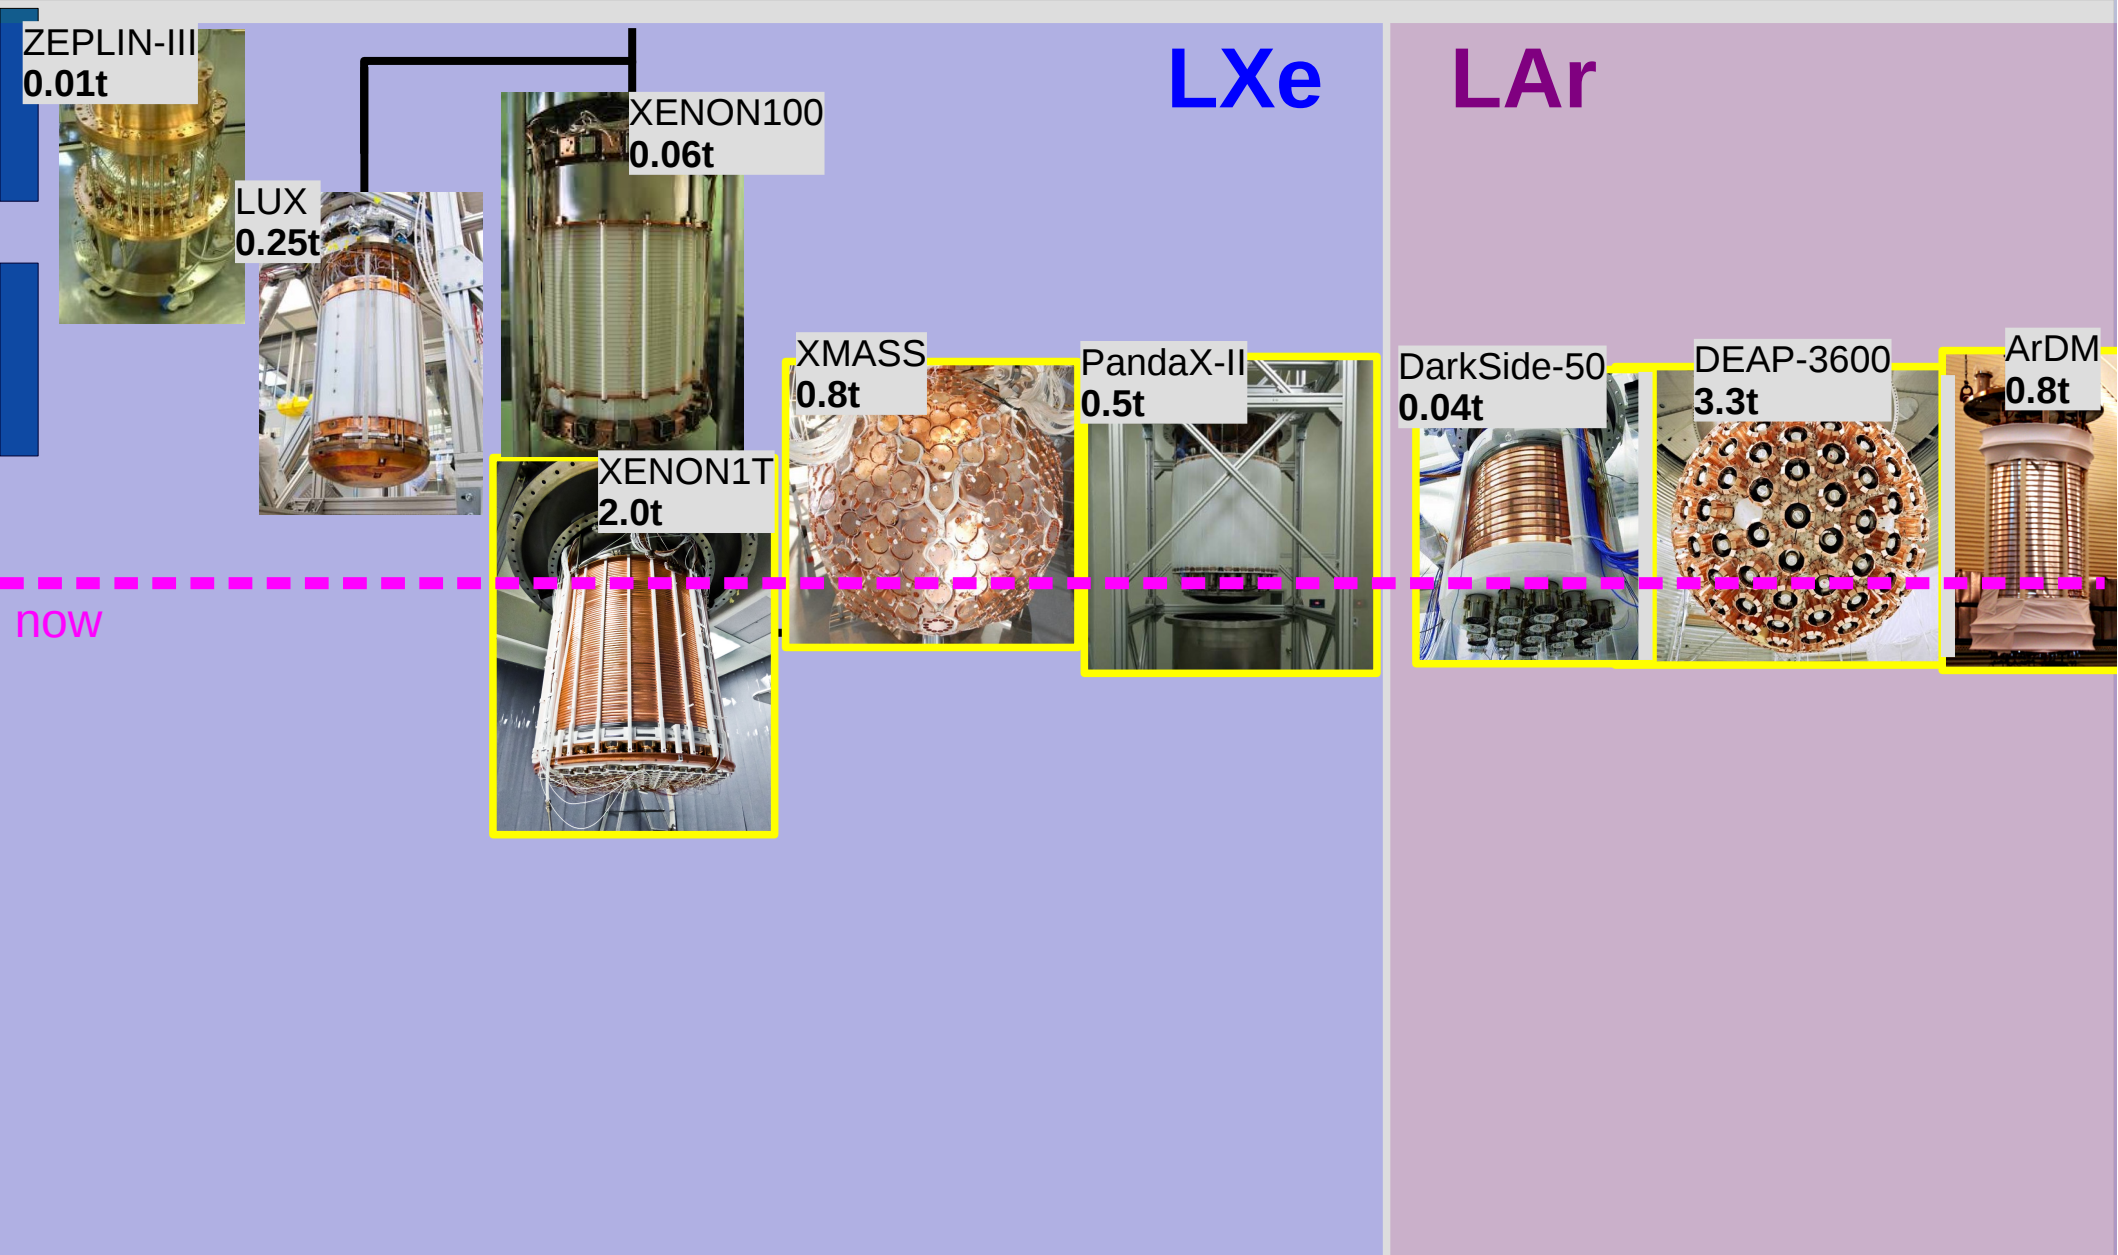 ZEPLIN-III
0.01t
LUX
0.25t
XENON100
0.06t
LXe
LAr
XMASS
0.8t
PandaX-II
0.5t
DarkSide-50
0.04t
DEAP-3600
3.3t
ArDM
0.8t
XENON1T
2.0t
now